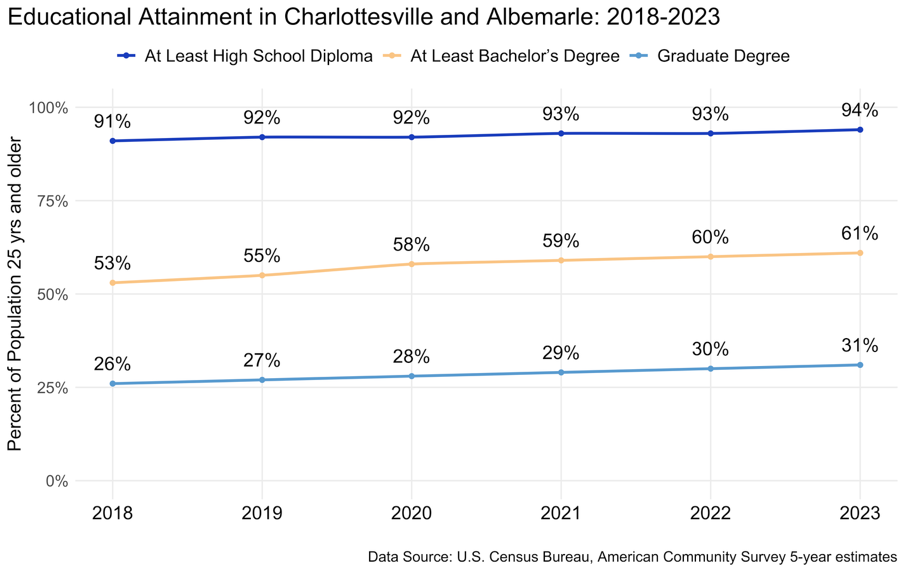 Educational Attainment in Charlottesville and Albemarle: 2018-2023
At Least High School Diploma At Least Bachelor’s Degree Graduate Degree
Percent of Population 25 yrs and older
100%
75%
50%
25%
0%
91% 92% 92% 93% 93% 94%
53% 55% 58% 59% 60% 61%
26% 27% 28% 29% 30% 31%
2018 2019 2020 2021 2022 2023
Data Source: U.S. Census Bureau, American Community Survey 5-year estimates